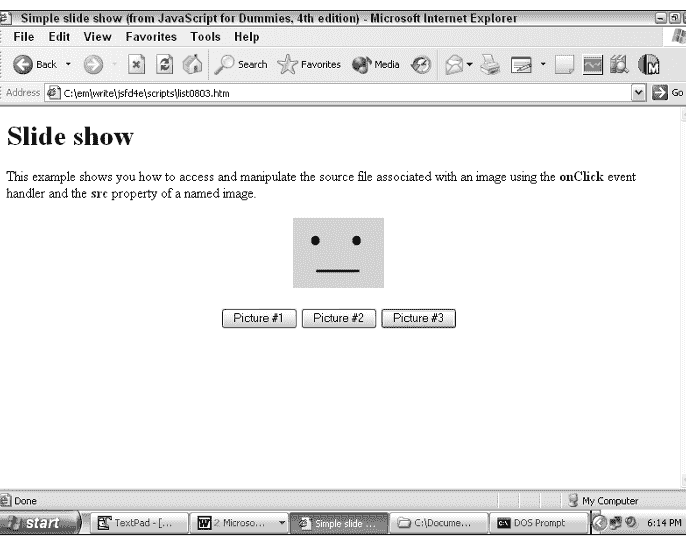 Simple slide show (from JavaScript for Dummies, 4th edition) - Microsoft Internet Explorer
File Edit View Favorites Tools Help
Back Search Favorites Media
Address C:\em\write\jsfd4e\scripts\list0803.htm Go
Slide show
This example shows you how to access and manipulate the source file associated with an image using the onClick event
handler and the src property of a named image.
Picture #1 Picture #2 Picture #3
Done My Computer
start TextPad - [... 2 Microso... Simple slide ... C:\Docume... DOS Prompt 6:14 PM